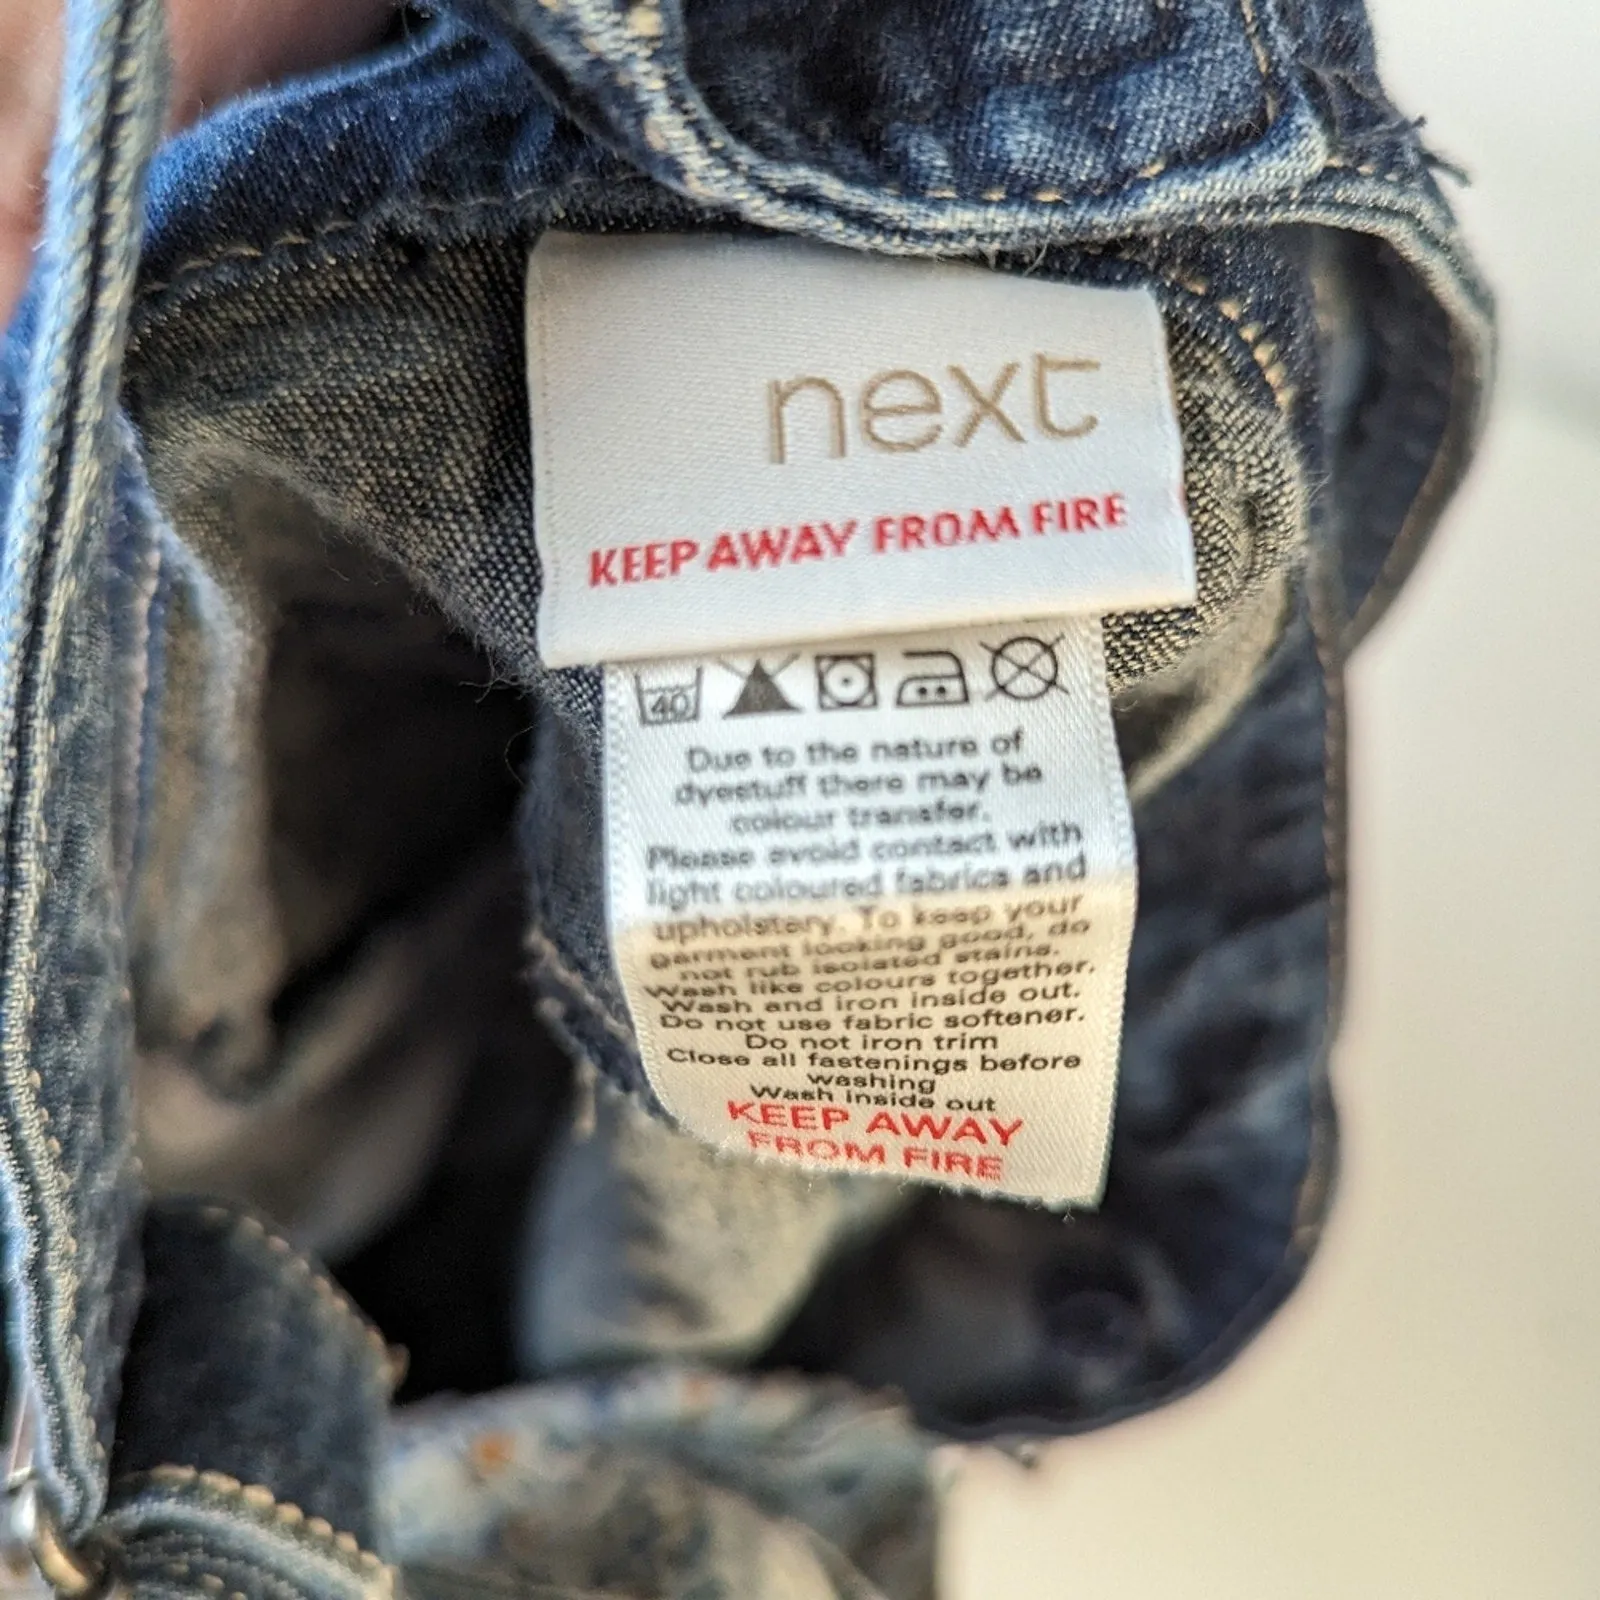 next
KEEP AWAY FROM FIRE
40
Due to the nature of
dyestuff there may be
colour transfer.
Please avoid contact with
light coloured fabrics and
upholstery. To keep your
garment looking good, do
not rub isolated stains.
Wash like colours together.
Wash and iron inside out.
Do not use fabric softener.
Do not iron trim
Close all fastenings before
washing
Wash inside out
KEEP AWAY
FROM FIRE